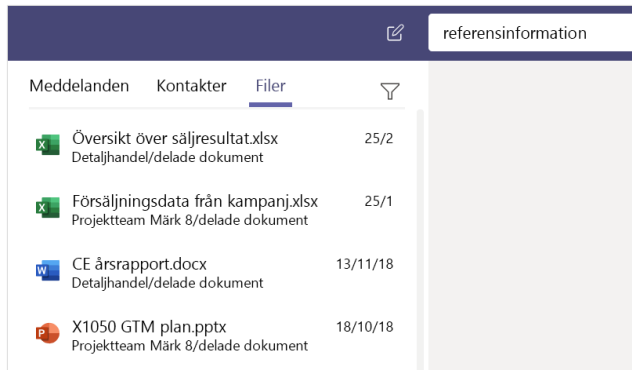 referensinformation
Meddelanden Kontakter Filer
Översikt över säljresultat.xlsx 25/2
Detaljhandel/delade dokument
Försäljningsdata från kampanj.xlsx 25/1
Projektteam Märk 8/delade dokument
CE årsrapport.docx 13/11/18
Detaljhandel/delade dokument
X1050 GTM plan.pptx 18/10/18
Projektteam Märk 8/delade dokument